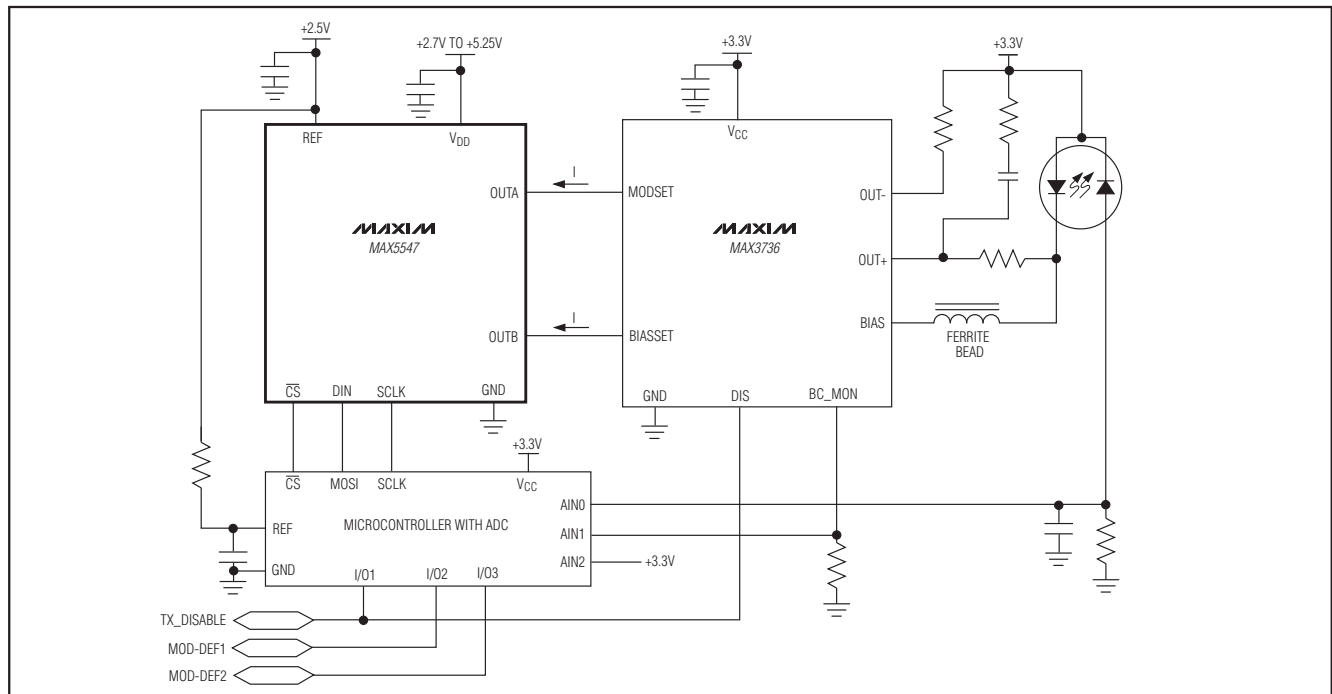 +2.5V
+2.7V TO +5.25V
+3.3V
+3.3V
REF
VDD
VCC
OUTA
I
MODSET
OUT-
MAXIM
MAX5547
MAXIM
MAX3736
OUT+
OUTB
I
BIASSET
BIAS
FERRITE
BEAD
CS
DIN
SCLK
GND
GND
DIS
BC_MON
+3.3V
CS
MOSI
SCLK
VCC
AIN0
REF
MICROCONTROLLER WITH ADC
AIN1
GND
AIN2
+3.3V
I/O1
I/O2
I/O3
TX_DISABLE
MOD-DEF1
MOD-DEF2